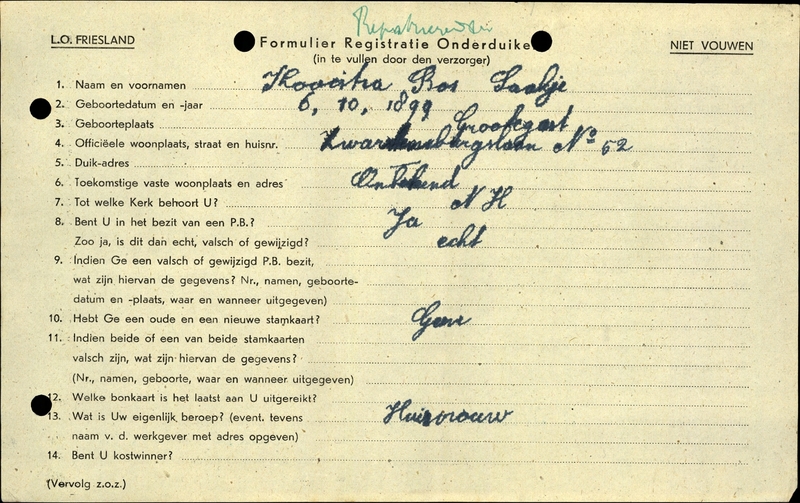 L.O. FRIESLAND
Formulier Registratie Onderduike
NIET VOUWEN
(in te vullen door den verzorger)
1. Naam en voornamen Bos
2. Geboortedatum en -jaar 6, 10, 1899
3. Geboorteplaats Grootegast
4. Officiëele woonplaats, straat en huisnr. No 52
5. Duik-adres
6. Toekomstige vaste woonplaats en adres Onbekend
7. Tot welke Kerk behoort U? N H
8. Bent U in het bezit van een P.B.? Ja
Zoo ja, is dit dan echt, valsch of gewijzigd? echt
9. Indien Ge een valsch of gewijzigd P.B. bezit,
wat zijn hiervan de gegevens? Nr., namen, geboorte-
datum en -plaats, waar en wanneer uitgegeven)
10. Hebt Ge een oude en een nieuwe stamkaart? Geen
11. Indien beide of een van beide stamkaarten
valsch zijn, wat zijn hiervan de gegevens?
(Nr., namen, geboorte, waar en wanneer uitgegeven)
12. Welke bonkaart is het laatst aan U uitgereikt?
13. Wat is Uw eigenlijk beroep? (event. tevens Huisvrouw
naam v. d. werkgever met adres opgeven)
14. Bent U kostwinner?
(Vervolg z.o.z.)